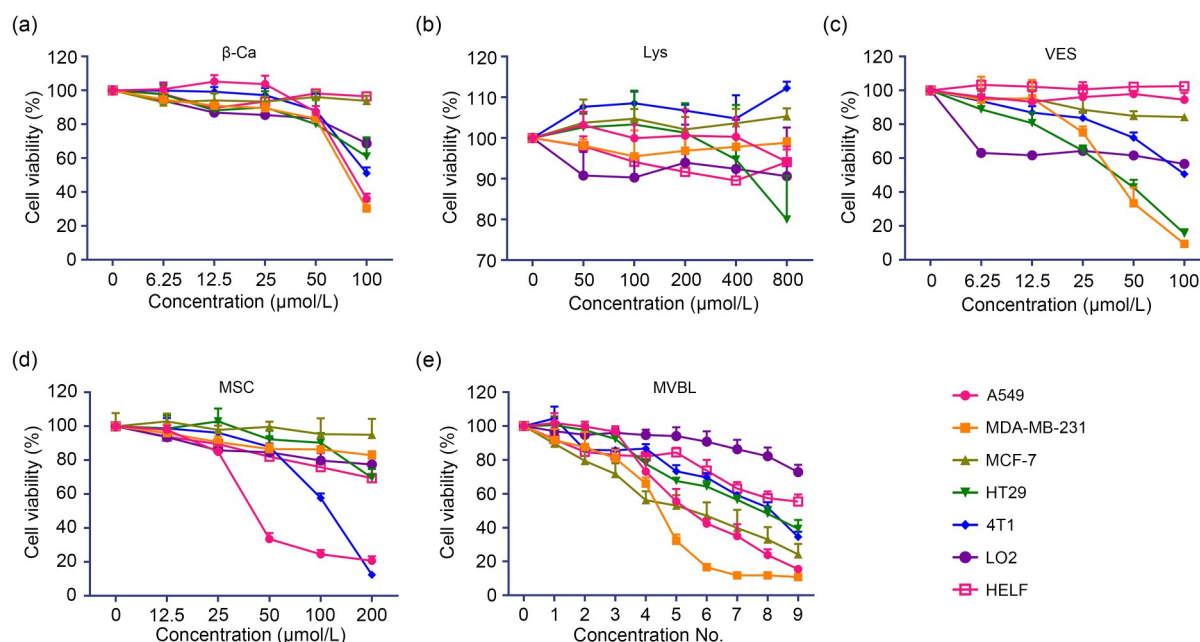 (a)
β-Ca
120
100
80
60
40
20
0
Cell viability (%)
0 6.25 12.5 25 50 100
Concentration (μmol/L)
(b)
Lys
120
110
100
90
80
70
Cell viability (%)
0 50 100 200 400 800
Concentration (μmol/L)
(c)
VES
120
100
80
60
40
20
0
Cell viability (%)
0 6.25 12.5 25 50 100
Concentration (μmol/L)
(d)
MSC
120
100
80
60
40
20
0
Cell viability (%)
0 12.5 25 50 100 200
Concentration (μmol/L)
(e)
MVBL
120
100
80
60
40
20
0
Cell viability (%)
0 1 2 3 4 5 6 7 8 9
Concentration No.
A549
MDA-MB-231
MCF-7
HT29
4T1
LO2
HELF